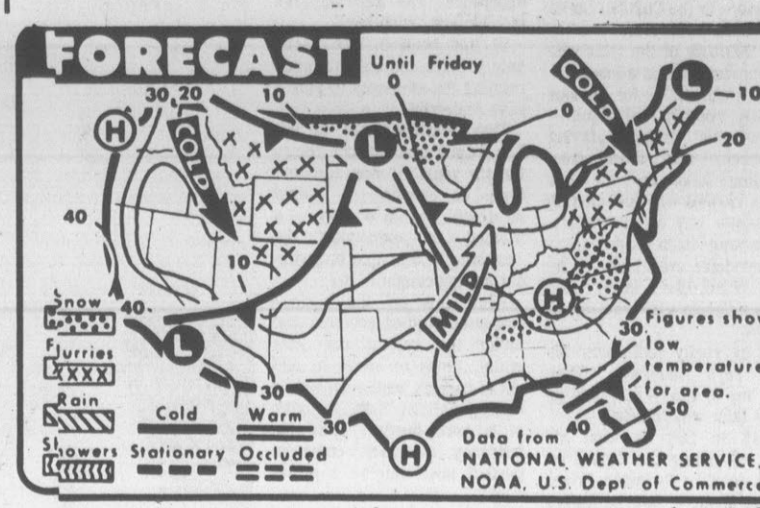 FORECAST
Until Friday
30 20 10 0
COLD
L
10
H
COLD
L
0
20
40
10
MILD
H
40
L
Snow
Flurries
Rain
Showers
Cold
Warm
Stationary
Occluded
30
30
H
30
Figures show
low
temperatures
for area.
40
50
Data from
NATIONAL WEATHER SERVICE,
NOAA, U.S. Dept. of Commerce